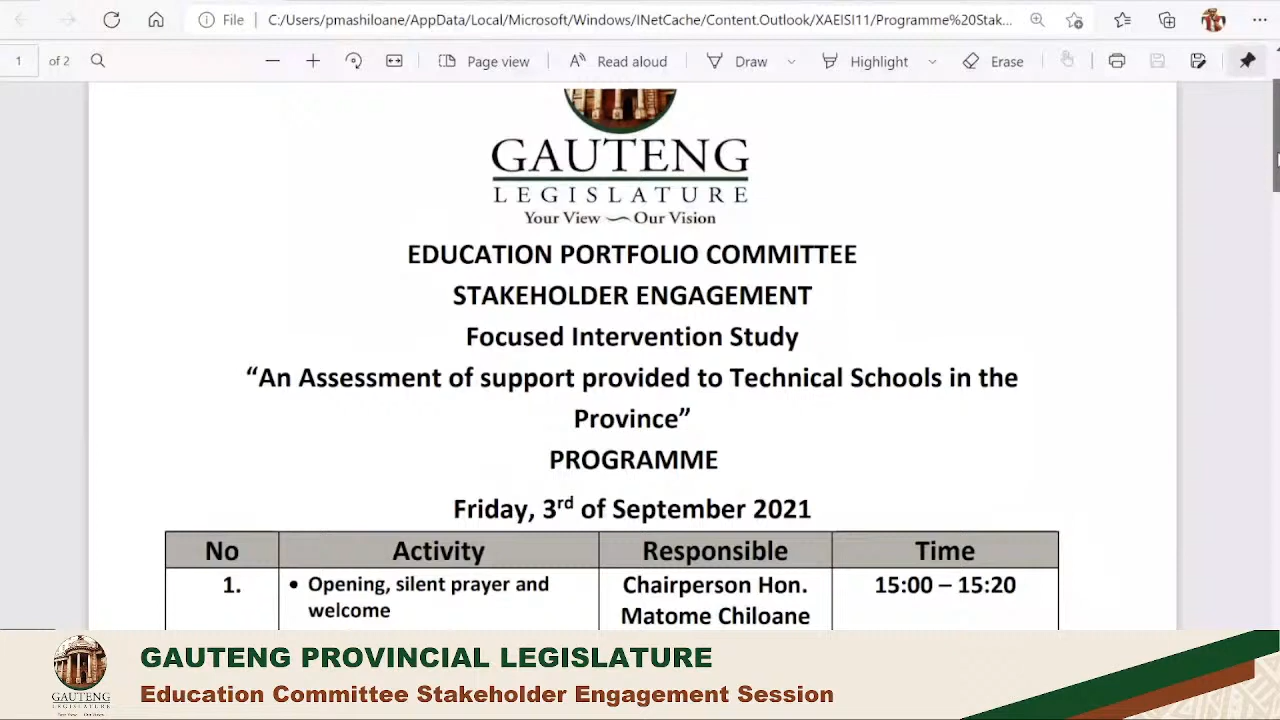 File
C:/Users/pmashiloane/AppData/Local/Microsoft/Windows/INetCache/Content.Outlook/XAEISI11/Programme%20Stak...
1 of 2
Page view
Read aloud
Draw
Highlight
Erase
GAUTENG
LEGISLATURE
Your View Our Vision
EDUCATION PORTFOLIO COMMITTEE
STAKEHOLDER ENGAGEMENT
Focused Intervention Study
“An Assessment of support provided to Technical Schools in the
Province”
PROGRAMME
Friday, 3rd of September 2021
No Activity Responsible Time
1. • Opening, silent prayer and Chairperson Hon. 15:00 – 15:20
welcome Matome Chiloane
GAUTENG PROVINCIAL LEGISLATURE
Education Committee Stakeholder Engagement Session
GAUTENG
LEGISLATURE